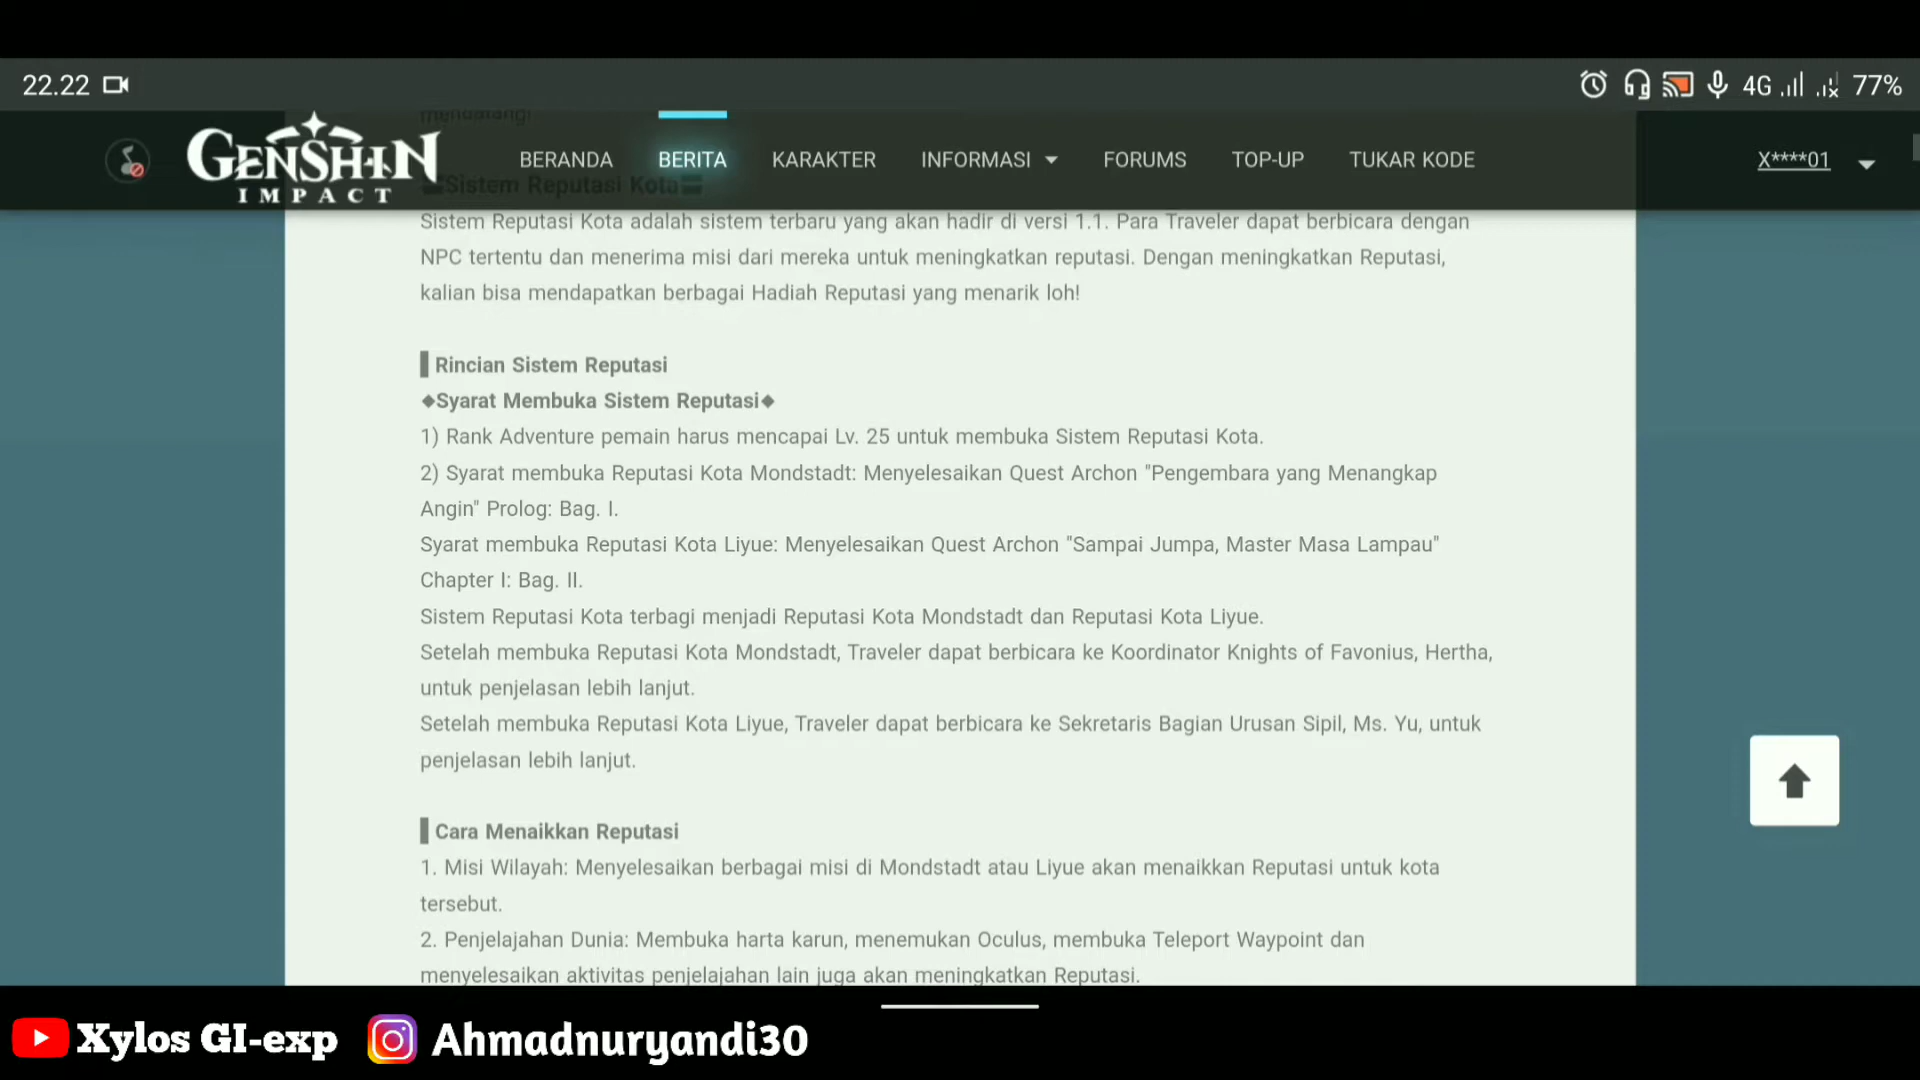 22.22
4G
77%
mendatangi
GENSHIN
IMPACT
BERANDA
BERITA
KARAKTER
INFORMASI
FORUMS
TOP-UP
TUKAR KODE
X****01
〓Sistem Reputasi Kota〓
Sistem Reputasi Kota adalah sistem terbaru yang akan hadir di versi 1.1. Para Traveler dapat berbicara dengan
NPC tertentu dan menerima misi dari mereka untuk meningkatkan reputasi. Dengan meningkatkan Reputasi,
kalian bisa mendapatkan berbagai Hadiah Reputasi yang menarik loh!
▌Rincian Sistem Reputasi
◆Syarat Membuka Sistem Reputasi◆
1) Rank Adventure pemain harus mencapai Lv. 25 untuk membuka Sistem Reputasi Kota.
2) Syarat membuka Reputasi Kota Mondstadt: Menyelesaikan Quest Archon "Pengembara yang Menangkap
Angin" Prolog: Bag. I.
Syarat membuka Reputasi Kota Liyue: Menyelesaikan Quest Archon "Sampai Jumpa, Master Masa Lampau"
Chapter I: Bag. II.
Sistem Reputasi Kota terbagi menjadi Reputasi Kota Mondstadt dan Reputasi Kota Liyue.
Setelah membuka Reputasi Kota Mondstadt, Traveler dapat berbicara ke Koordinator Knights of Favonius, Hertha,
untuk penjelasan lebih lanjut.
Setelah membuka Reputasi Kota Liyue, Traveler dapat berbicara ke Sekretaris Bagian Urusan Sipil, Ms. Yu, untuk
penjelasan lebih lanjut.
▌Cara Menaikkan Reputasi
1. Misi Wilayah: Menyelesaikan berbagai misi di Mondstadt atau Liyue akan menaikkan Reputasi untuk kota
tersebut.
2. Penjelajahan Dunia: Membuka harta karun, menemukan Oculus, membuka Teleport Waypoint dan
menyelesaikan aktivitas penjelajahan lain juga akan meningkatkan Reputasi.
Xylos GI-exp
Ahmadnuryandi30